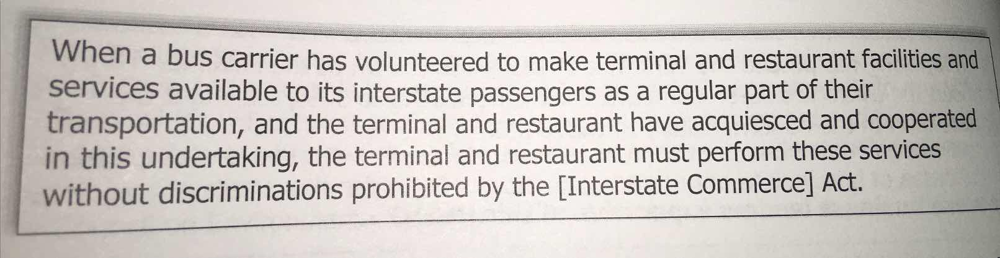 When a bus carrier has volunteered to make terminal and restaurant facilities and
services available to its interstate passengers as a regular part of their
transportation, and the terminal and restaurant have acquiesced and cooperated
in this undertaking, the terminal and restaurant must perform these services
without discriminations prohibited by the [Interstate Commerce] Act.